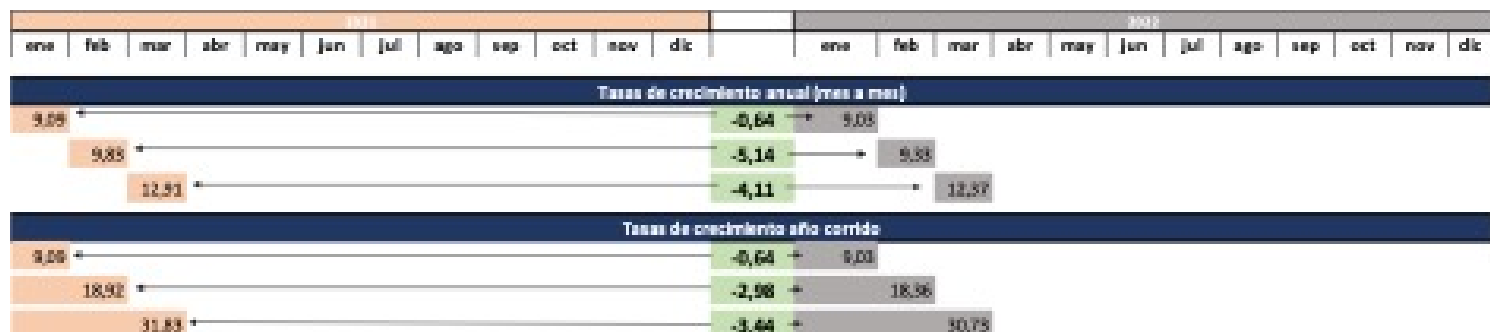 2021 2022
ene feb mar abr may jun jul ago sep oct nov dic ene feb mar abr may jun jul ago sep oct nov dic
Tasas de crecimiento anual (mes a mes)
9,09 -0,64 9,03
9,83 -5,14 9,33
12,91 -4,11 12,37
Tasas de crecimiento año corrido
9,09 -0,64 9,03
18,92 -2,98 18,36
31,83 -3,44 30,73